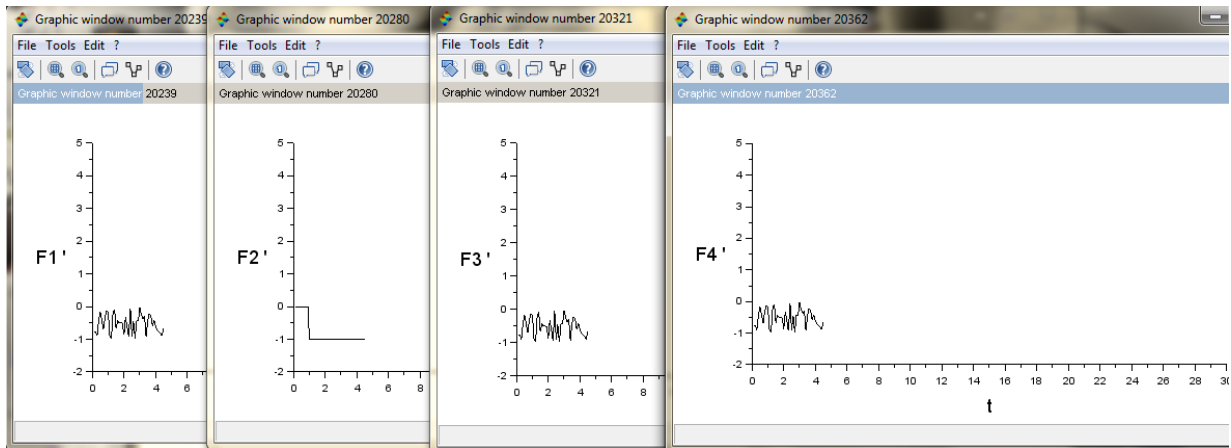 Graphic window number 20239
File Tools Edit ?
Graphic window number 20239
5
4
3
2
1
0
-1
-2
F1 '
0 2 4 6
Graphic window number 20280
File Tools Edit ?
Graphic window number 20280
5
4
3
2
1
0
-1
-2
F2 '
0 2 4 6 8
Graphic window number 20321
File Tools Edit ?
Graphic window number 20321
5
4
3
2
1
0
-1
-2
F3 '
0 2 4 6 8
Graphic window number 20362
File Tools Edit ?
Graphic window number 20362
5
4
3
2
1
0
-1
-2
F4 '
0 2 4 6 8 10 12 14 16 18 20 22 24 26 28 30
t